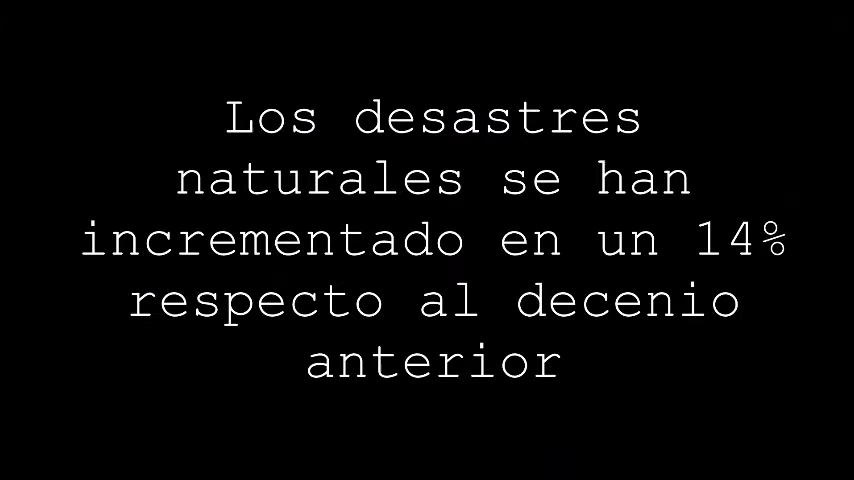 Los desastres
naturales se han
incrementado en un 14%
respecto al decenio
anterior